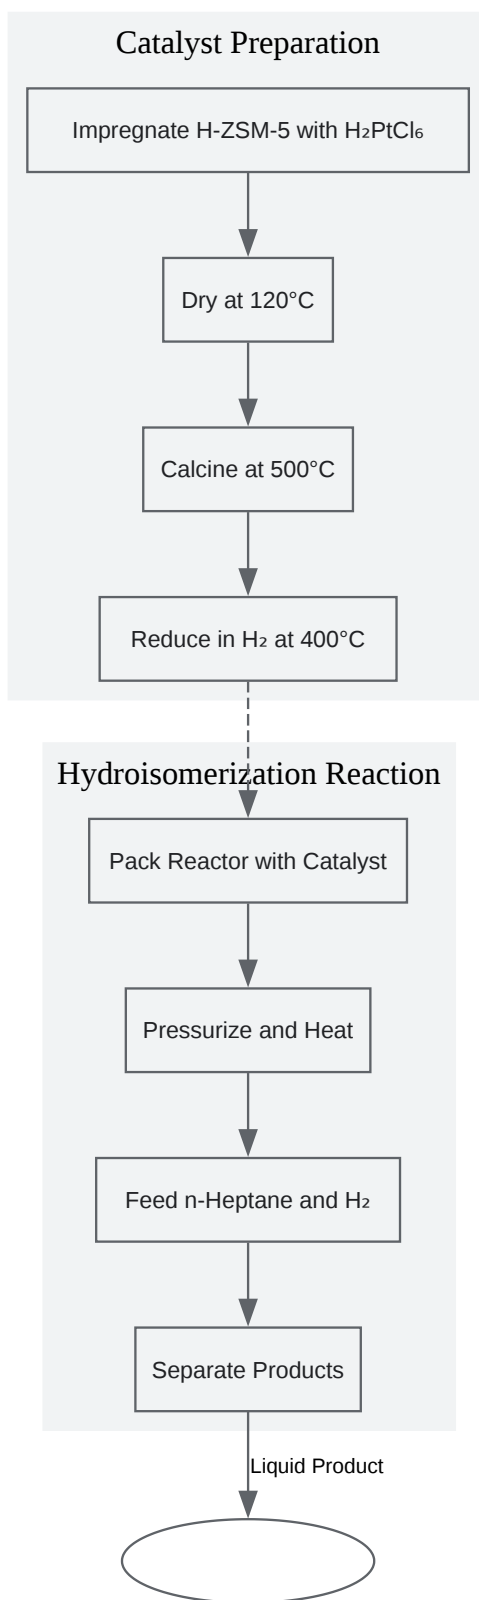 Catalyst Preparation
Impregnate H-ZSM-5 with H₂PtCl₆
Dry at 120°C
Calcine at 500°C
Reduce in H₂ at 400°C
Hydroisomerization Reaction
Pack Reactor with Catalyst
Pressurize and Heat
Feed n-Heptane and H₂
Separate Products
Liquid Product